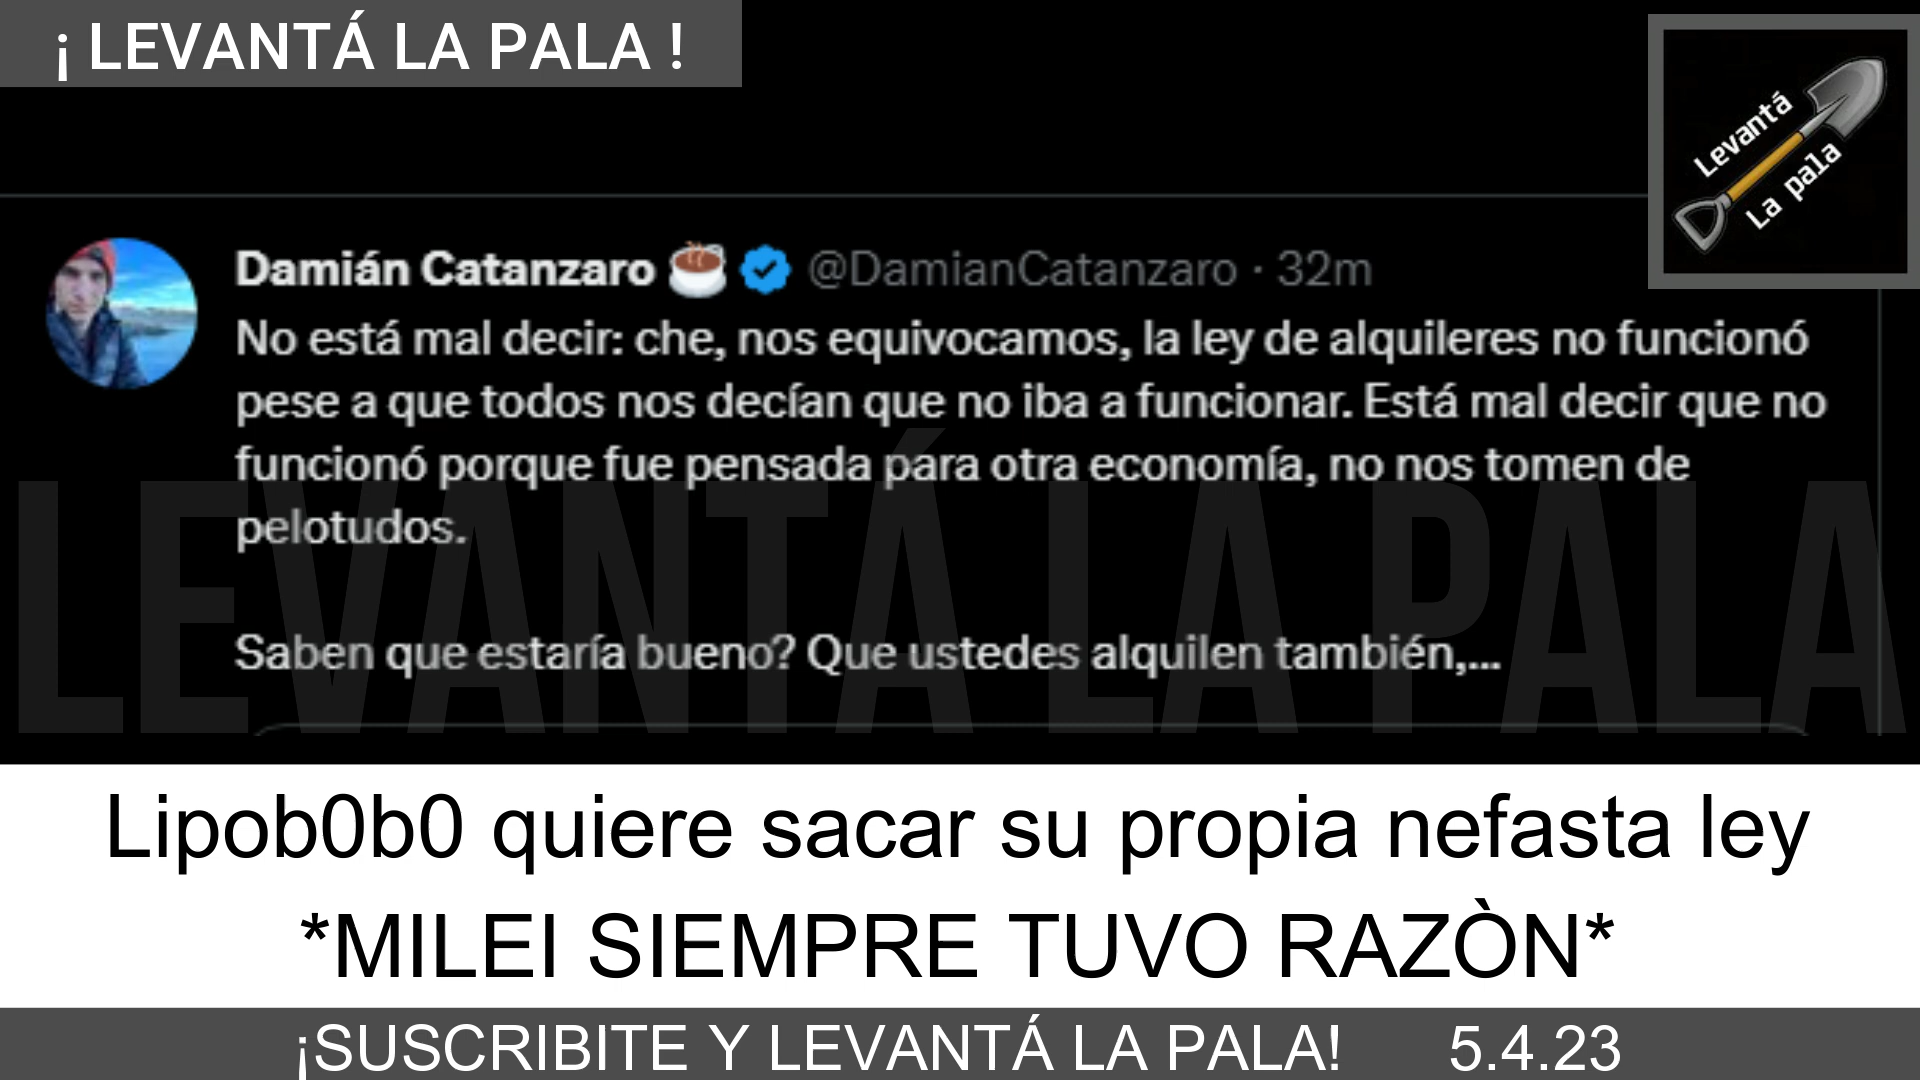 ¡ LEVANTÁ LA PALA !
Levantá
La pala
Damián Catanzaro @DamianCatanzaro · 32m
No está mal decir: che, nos equivocamos, la ley de alquileres no funcionó
pese a que todos nos decían que no iba a funcionar. Está mal decir que no
funcionó porque fue pensada para otra economía, no nos tomen de
pelotudos.
Saben que estaría bueno? Que ustedes alquilen también,...
LEVANTÁ LA PALA
Lipob0b0 quiere sacar su propia nefasta ley
*MILEI SIEMPRE TUVO RAZÒN*
¡SUSCRIBITE Y LEVANTÁ LA PALA! 5.4.23